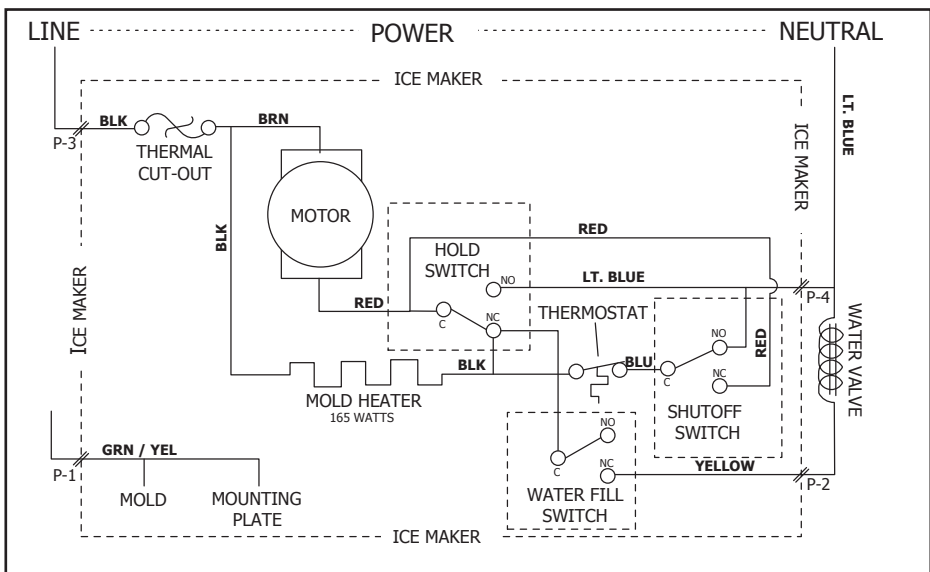 LINE POWER NEUTRAL
ICE MAKER
LT. BLUE
BLK
BRN
P-3
THERMAL
CUT-OUT
ICE MAKER
MOTOR
BLK
RED
HOLD
SWITCH
NO
LT. BLUE
RED
C
NC
THERMOSTAT
P-4
ICE MAKER
BLK
BLU
NO
RED
C
NC
WATER VALVE
MOLD HEATER
165 WATTS
SHUTOFF
SWITCH
NO
C
NC
YELLOW
P-2
GRN / YEL
P-1
MOLD
MOUNTING
PLATE
WATER FILL
SWITCH
ICE MAKER